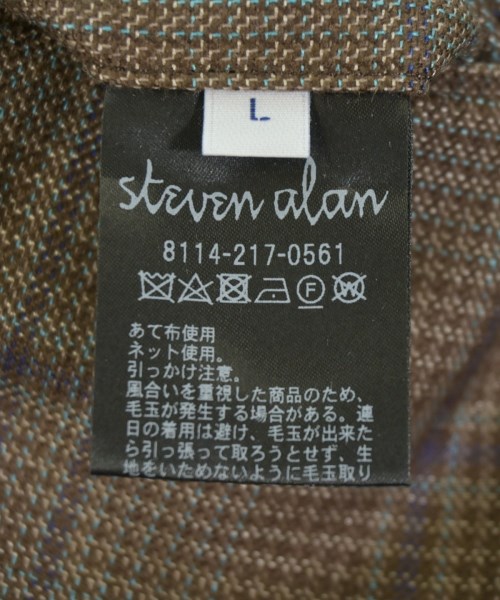 L
steven alan
8114-217-0561
F W
あて布使用
ネット使用。
引っかけ注意。
風合いを重視した商品のため、
毛玉が発生する場合がある。連
日の着用は避け、毛玉が出来た
ら引っ張って取ろうとせず、生
地をいためないように毛玉取り